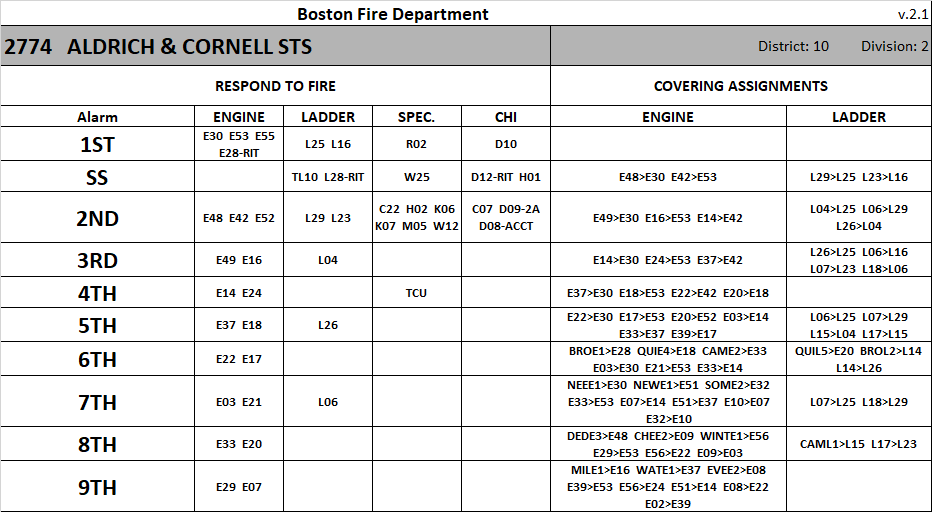 Boston Fire Department v.2.1
2774 ALDRICH & CORNELL STS District: 10 Division: 2
RESPOND TO FIRE COVERING ASSIGNMENTS
Alarm ENGINE LADDER SPEC. CHI ENGINE LADDER
1ST
E30 E53 E55
E28-RIT
L25 L16
R02
D10
SS
TL10 L28-RIT
W25
D12-RIT H01
E48>E30 E42>E53
L29>L25 L23>L16
2ND
E48 E42 E52
L29 L23
C22 H02 K06
K07 M05 W12
C07 D09-2A
D08-ACCT
E49>E30 E16>E53 E14>E42
L04>L25 L06>L29
L26>L04
3RD
E49 E16
L04
E14>E30 E24>E53 E37>E42
L26>L25 L06>L16
L07>L23 L18>L06
4TH
E14 E24
TCU
E37>E30 E18>E53 E22>E42 E20>E18
5TH
E37 E18
L26
E22>E30 E17>E53 E20>E52 E03>E14
E33>E37 E39>E17
L06>L25 L07>L29
L15>L04 L17>L15
6TH
E22 E17
BROE1>E28 QUIE4>E18 CAME2>E33
E03>E30 E21>E53 E33>E14
QUIL5>E20 BROL2>L14
L14>L26
7TH
E03 E21
L06
NEEE1>E30 NEWE1>E51 SOME2>E32
E33>E53 E07>E14 E51>E37 E10>E07
E32>E10
L07>L25 L18>L29
8TH
E33 E20
DEDE3>E48 CHEE2>E09 WINTE1>E56
E29>E53 E56>E22 E09>E03
CAML1>L15 L17>L23
9TH
E29 E07
MILE1>E16 WATE1>E37 EVEE2>E08
E39>E53 E56>E24 E51>E14 E08>E22
E02>E39